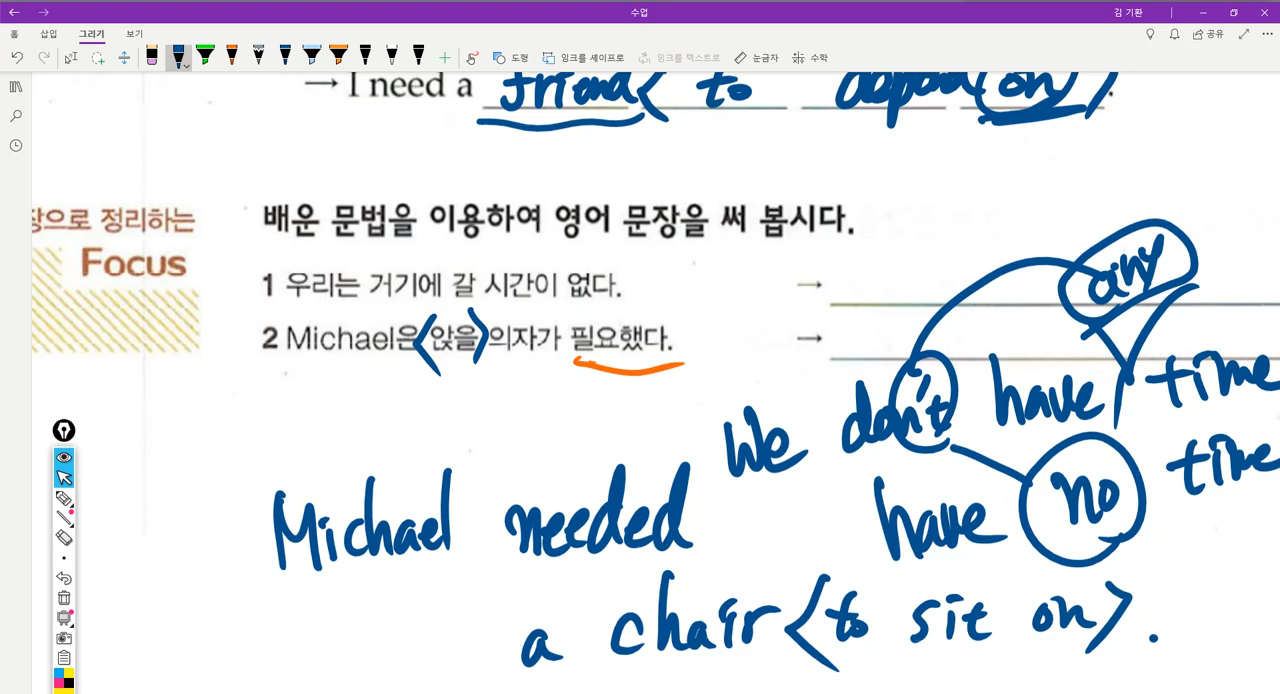 수업
김 기환
홈 삽입 그리기 보기
공유
도형 잉크를 셰이프로 잉크를 텍스트로 눈금자 수학
→ I need a friend < to depend (on) > .
장으로 정리하는
Focus
배운 문법을 이용하여 영어 문장을 써 봅시다.
1 우리는 거기에 갈 시간이 없다. →
2 Michael은 < 앉을 > 의자가 필요했다. →
any
We don't have time
have no time
Michael needed
a chair < to sit on > .